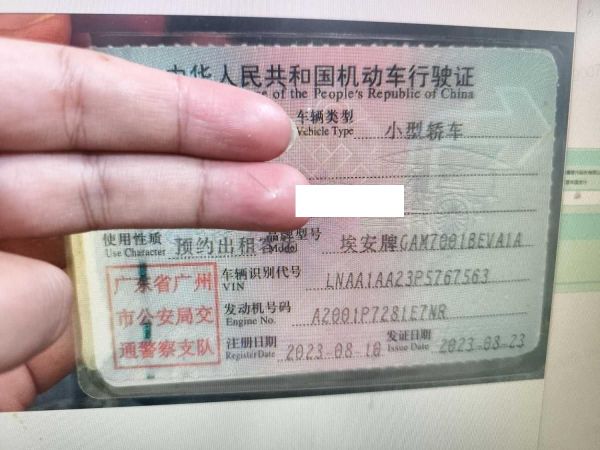 中华人民共和国机动车行驶证
of the People's Republic of China
车辆类型 小型轿车
Vehicle Type
使用性质 预约出租客
Use Character
品牌型号 埃安牌GAM7001BEVA1A
Model
车辆识别代号 LNAA1AA23P5767563
VIN
发动机号码 A2001P7281E7NR
Engine No.
注册日期 2023-08-18 发证日期 2023-08-23
Register Date Issue Date
广东省广州
市公安局交
通警察支队